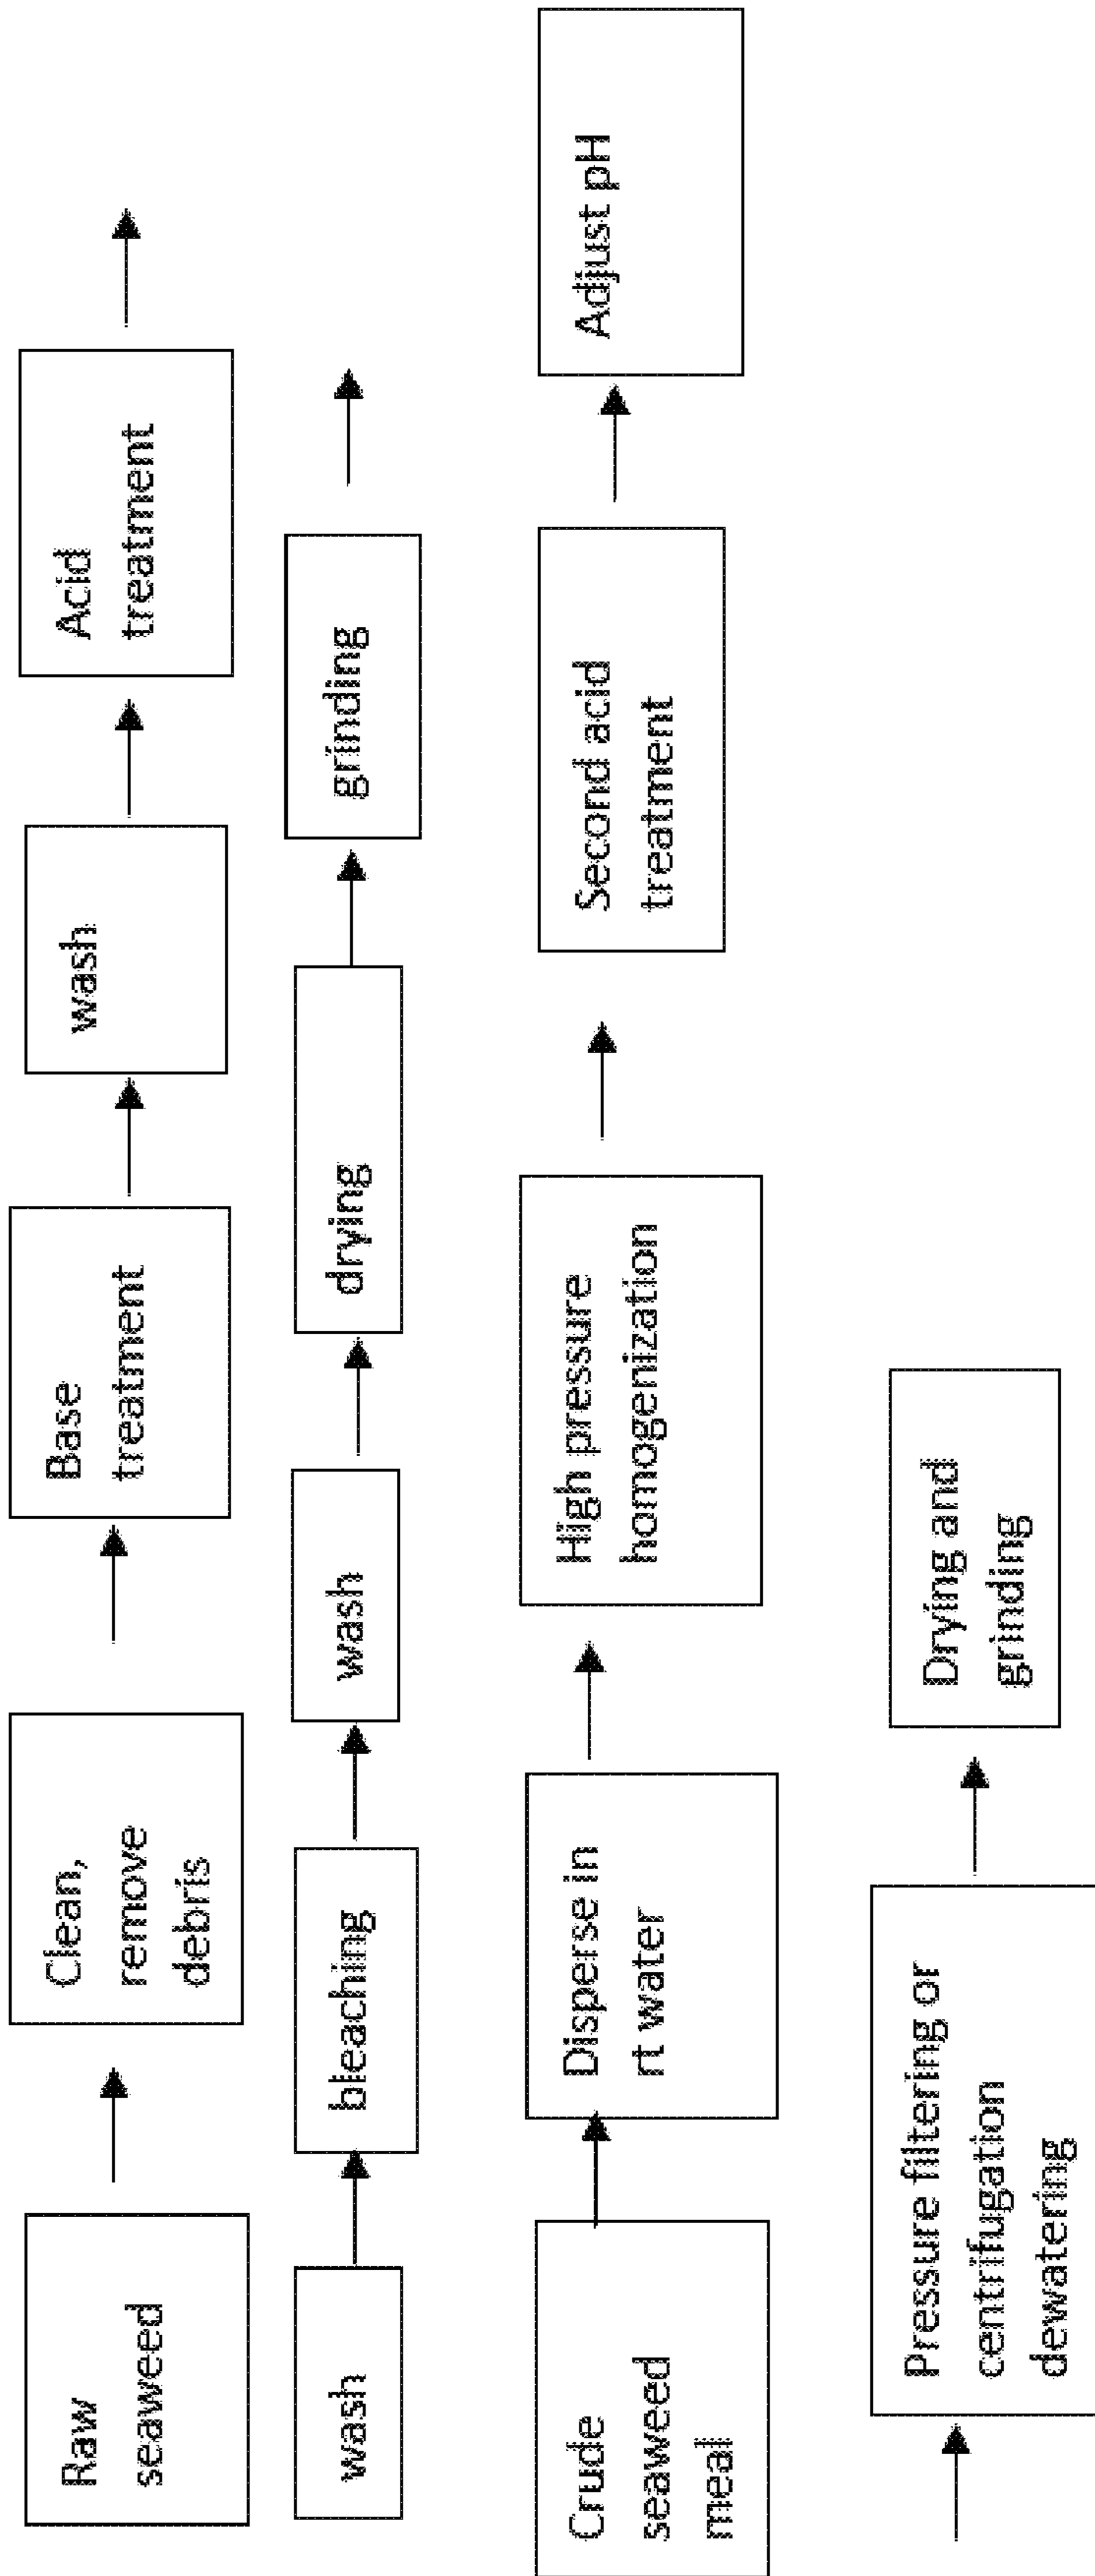 Raw
seaweed
Clean,
remove
debris
Base
treatment
wash
Acid
treatment
wash
bleaching
wash
drying
grinding
Crude
seaweed
meal
Disperse in
rt water
High pressure
homogenization
Second acid
treatment
Adjust pH
Pressure filtering or
centrifugation
dewatering
Drying and
grinding